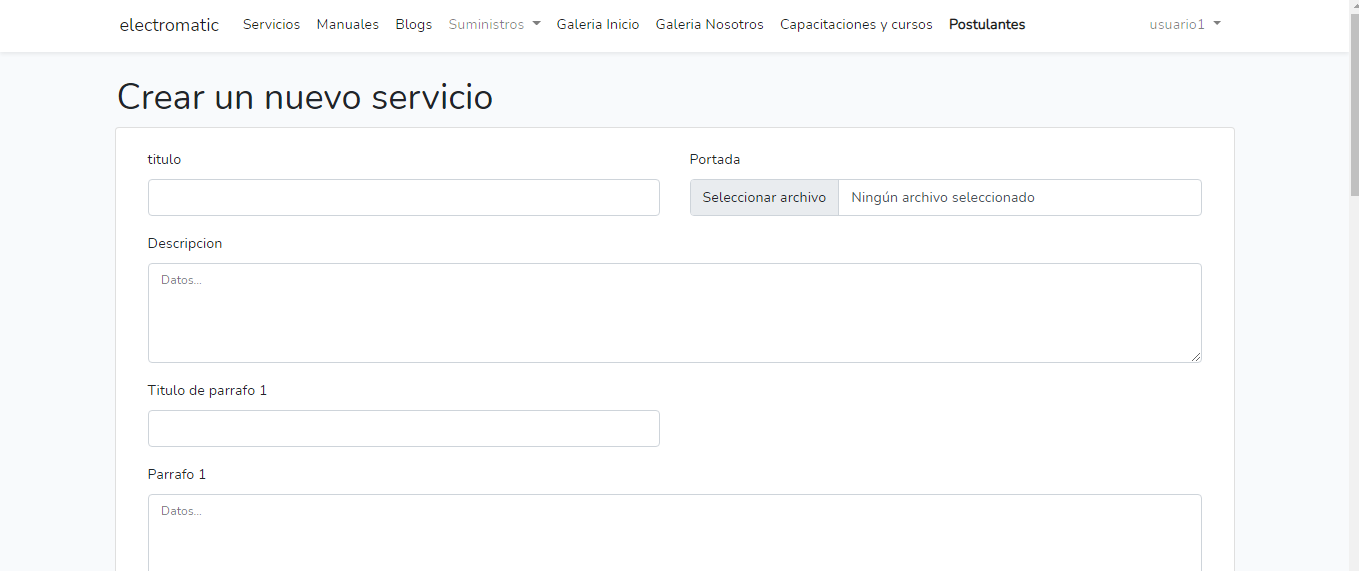 electromatic Servicios Manuales Blogs Suministros Galeria Inicio Galeria Nosotros Capacitaciones y cursos Postulantes usuario1
Crear un nuevo servicio
titulo Portada
Seleccionar archivo Ningún archivo seleccionado
Descripcion
Datos...
Titulo de parrafo 1
Parrafo 1
Datos...